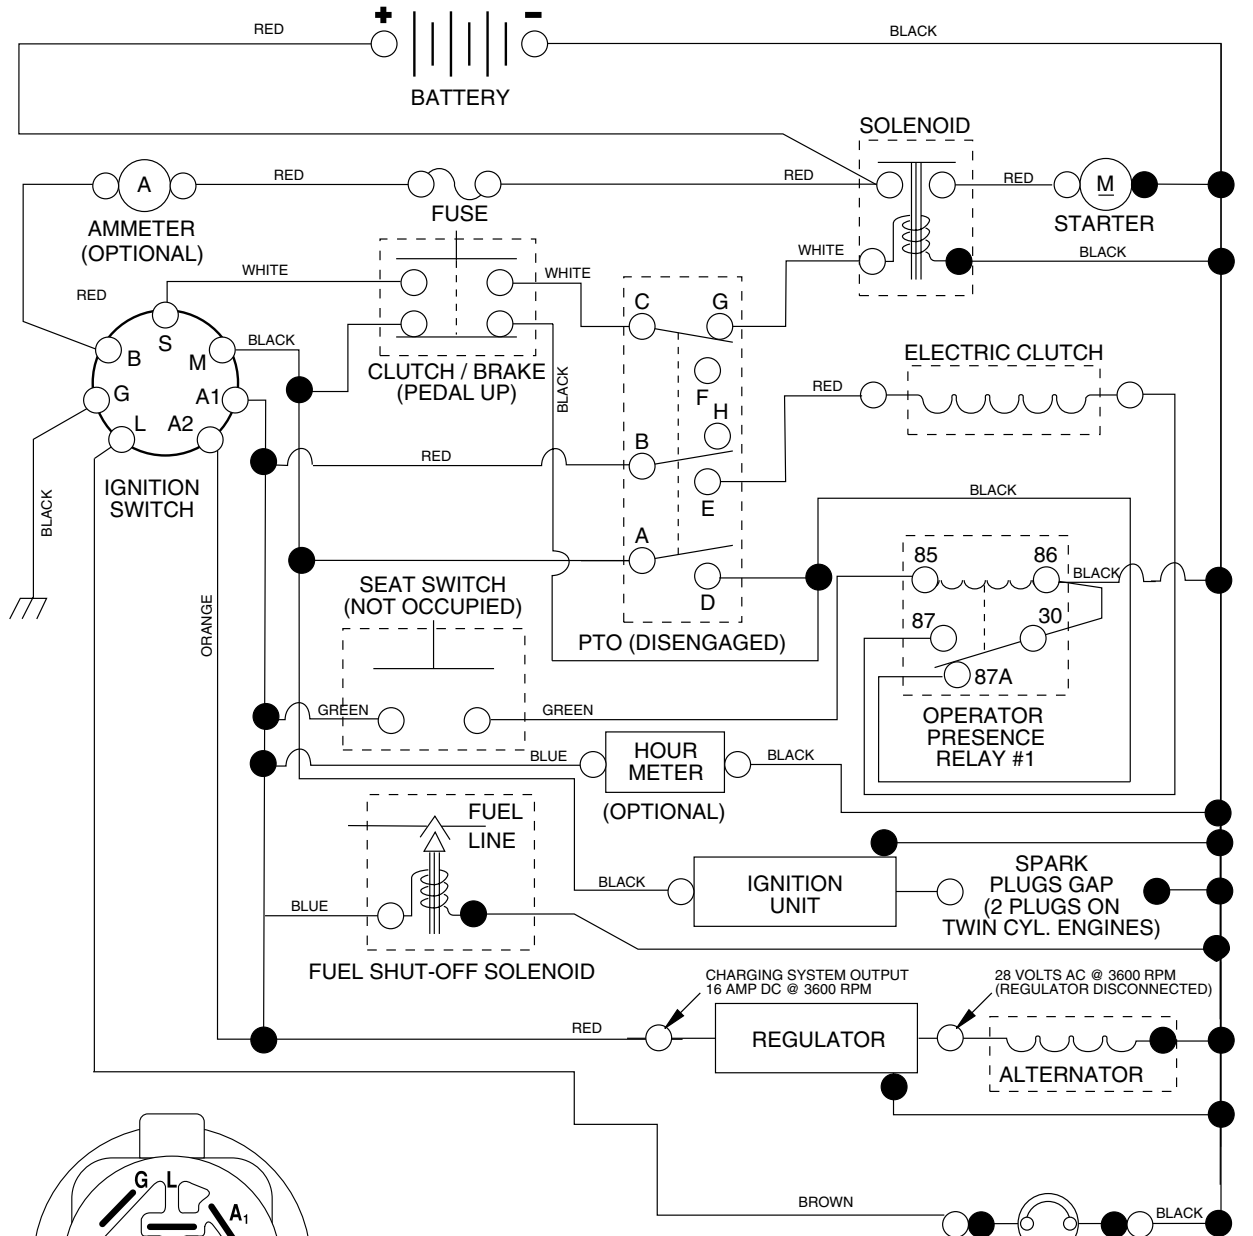 + -
RED
BLACK
BATTERY
SOLENOID
A
RED
RED
RED
M
FUSE
AMMETER
(OPTIONAL)
STARTER
WHITE
BLACK
WHITE
WHITE
RED
C G
S
B M
BLACK
CLUTCH / BRAKE
(PEDAL UP)
BLACK
ELECTRIC CLUTCH
F
RED
G A1
H
L A2
B
RED
IGNITION
SWITCH
BLACK
E
BLACK
A
85 86
SEAT SWITCH
(NOT OCCUPIED)
BLACK
D
ORANGE
87 30
PTO (DISENGAGED)
87A
GREEN
GREEN
OPERATOR
PRESENCE
RELAY #1
BLUE
HOUR
METER
BLACK
(OPTIONAL)
FUEL
LINE
SPARK
PLUGS GAP
(2 PLUGS ON
TWIN CYL. ENGINES)
BLACK
IGNITION
UNIT
BLUE
FUEL SHUT-OFF SOLENOID
CHARGING SYSTEM OUTPUT
16 AMP DC @ 3600 RPM
28 VOLTS AC @ 3600 RPM
(REGULATOR DISCONNECTED)
RED
REGULATOR
ALTERNATOR
G L
A1
BROWN
BLACK